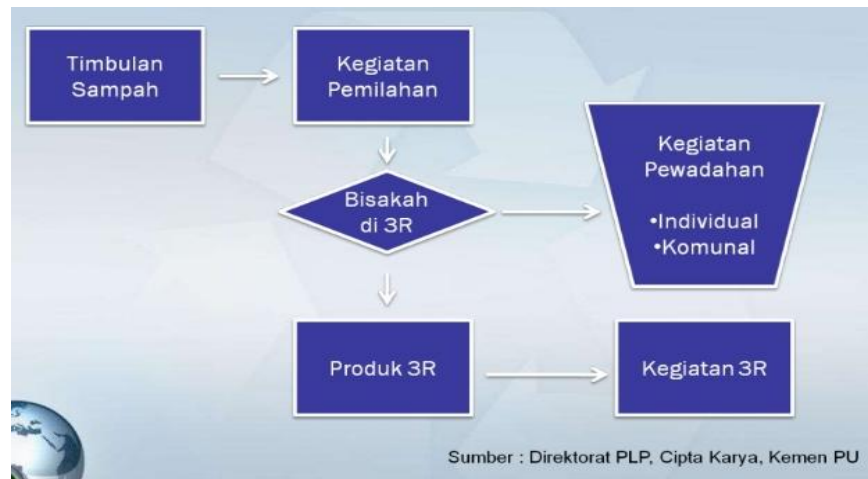 Timbulan
Sampah
Kegiatan
Pemilahan
Kegiatan
Pewadahan
•Individual
•Komunal
Bisakah
di 3R
Produk 3R
Kegiatan 3R
Sumber : Direktorat PLP, Cipta Karya, Kemen PU